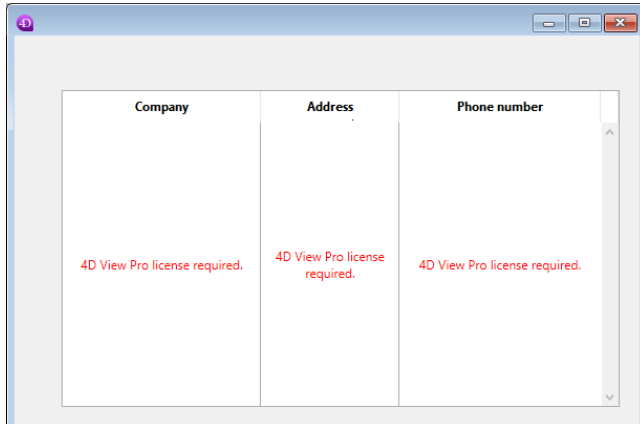 4D
Company Address Phone number
4D View Pro license required. 4D View Pro license
required. 4D View Pro license required.